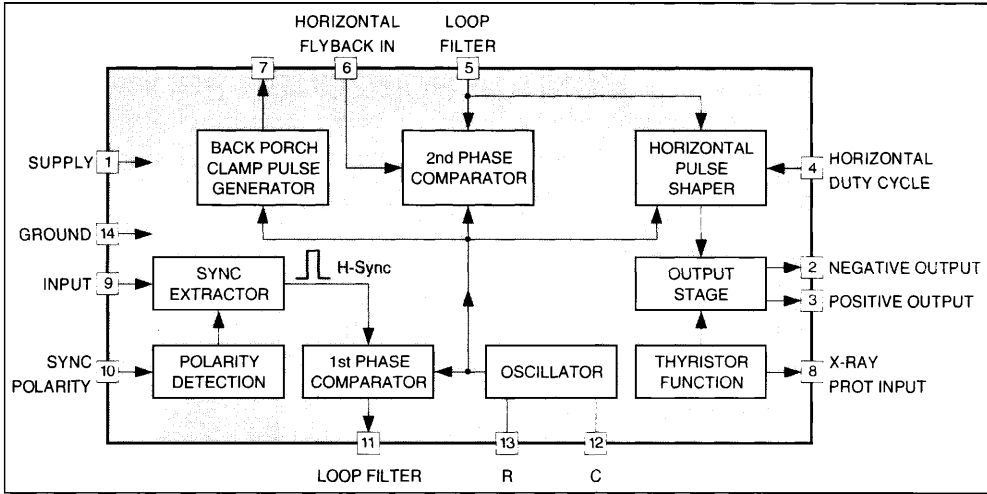 HORIZONTAL
FLYBACK IN
LOOP
FILTER
7
6
5
SUPPLY
1
BACK PORCH
CLAMP PULSE
GENERATOR
2nd PHASE
COMPARATOR
HORIZONTAL
PULSE
SHAPER
4
HORIZONTAL
DUTY CYCLE
GROUND
14
INPUT
9
SYNC
EXTRACTOR
H-Sync
OUTPUT
STAGE
2
NEGATIVE OUTPUT
3
POSITIVE OUTPUT
SYNC
POLARITY
10
POLARITY
DETECTION
1st PHASE
COMPARATOR
OSCILLATOR
THYRISTOR
FUNCTION
8
X-RAY
PROT INPUT
11
13
12
LOOP FILTER
R
C